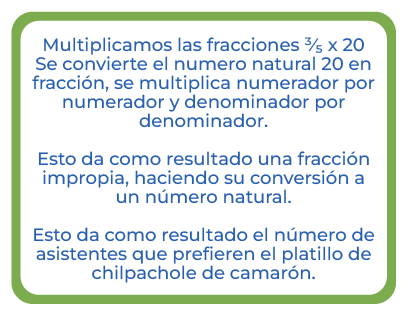 Multiplicamos las fracciones ⅗ x 20
Se convierte el numero natural 20 en
fracción, se multiplica numerador por
numerador y denominador por
denominador.
Esto da como resultado una fracción
impropia, haciendo su conversión a
un número natural.
Esto da como resultado el número de
asistentes que prefieren el platillo de
chilpachole de camarón.